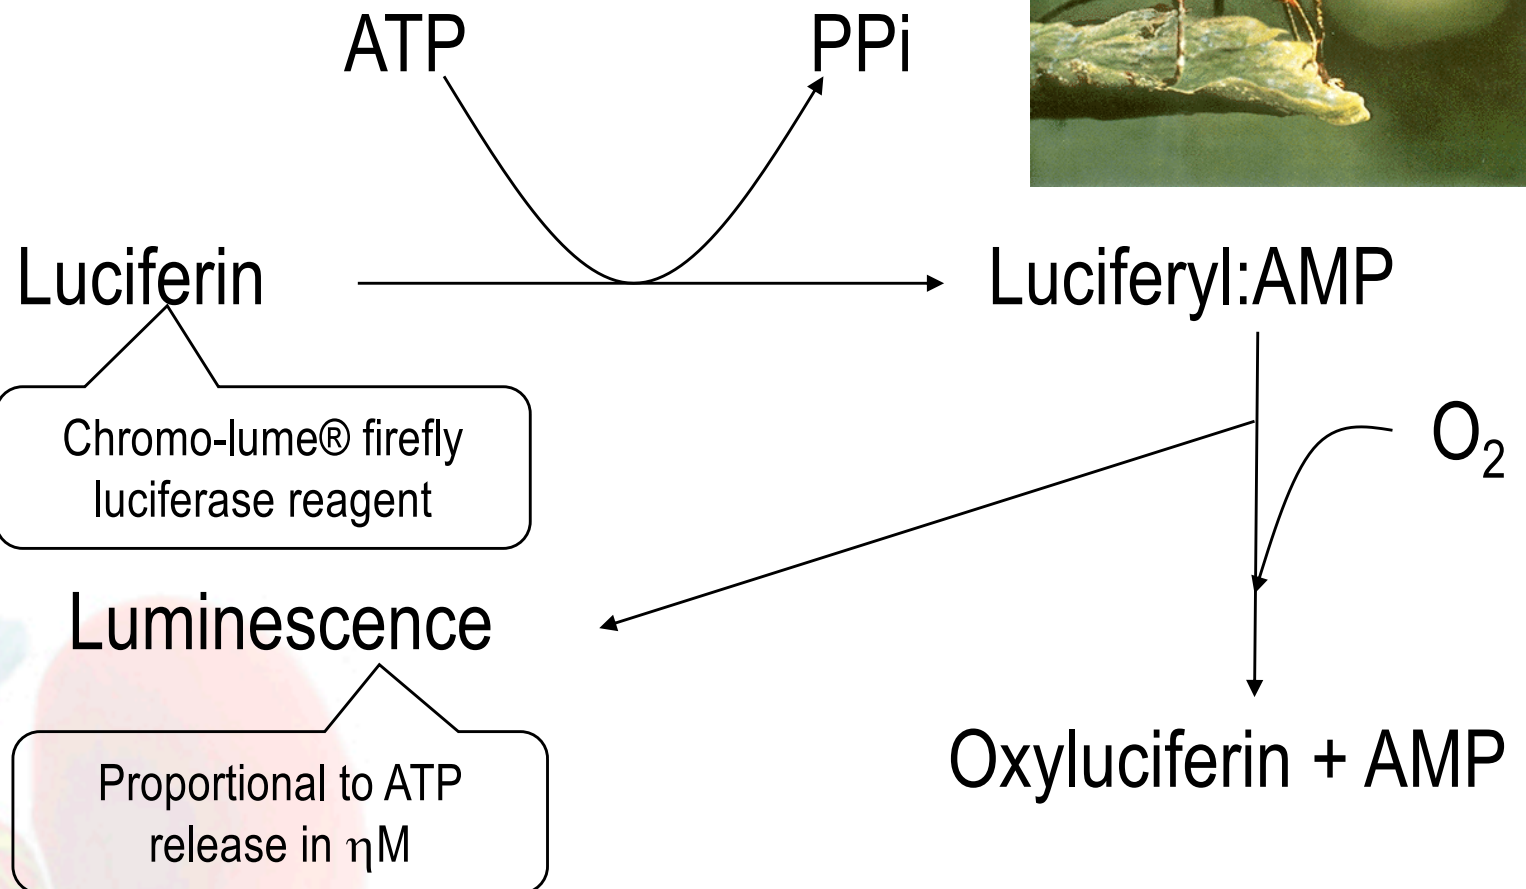 ATP
PPi
Luciferin
Luciferyl:AMP
Chromo-lume® firefly
luciferase reagent
O₂
Luminescence
Proportional to ATP
release in ηM
Oxyluciferin + AMP